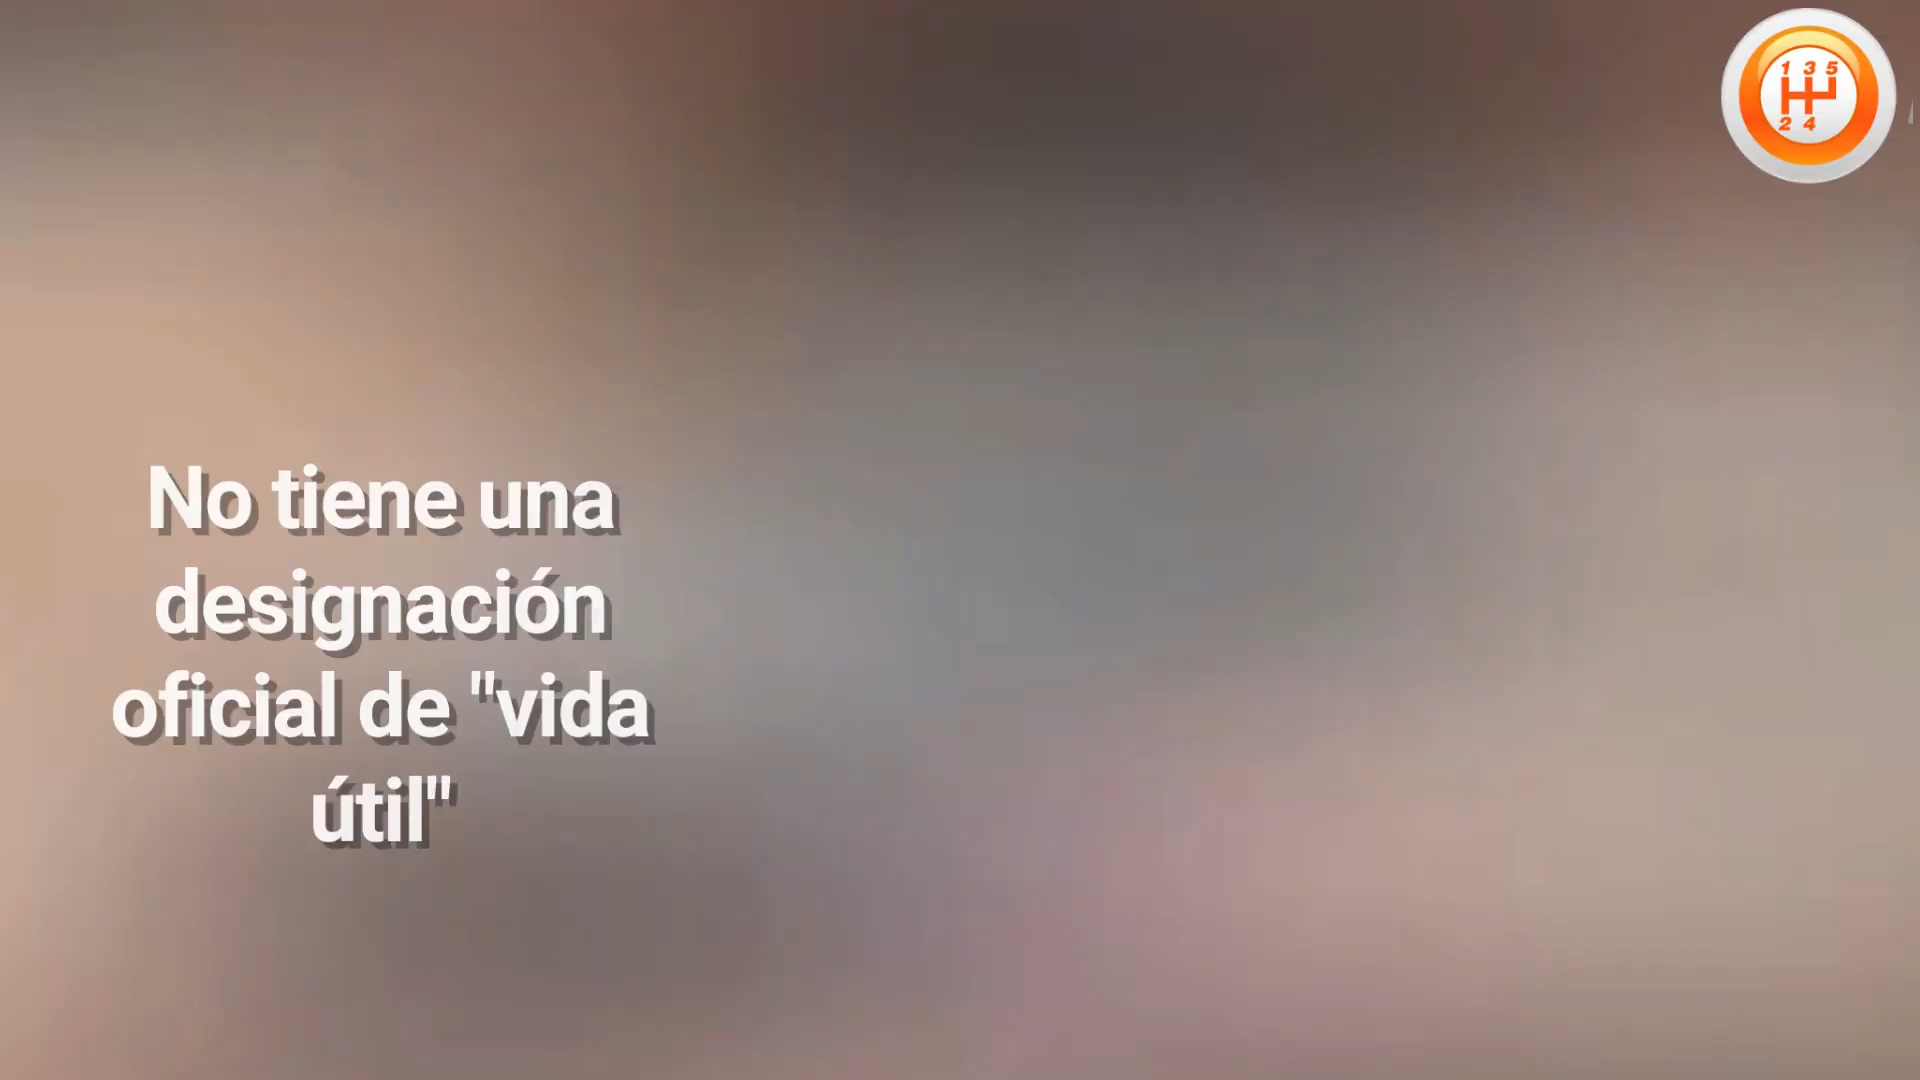 1 3 5
2 4
No tiene una
designación
oficial de "vida
útil"